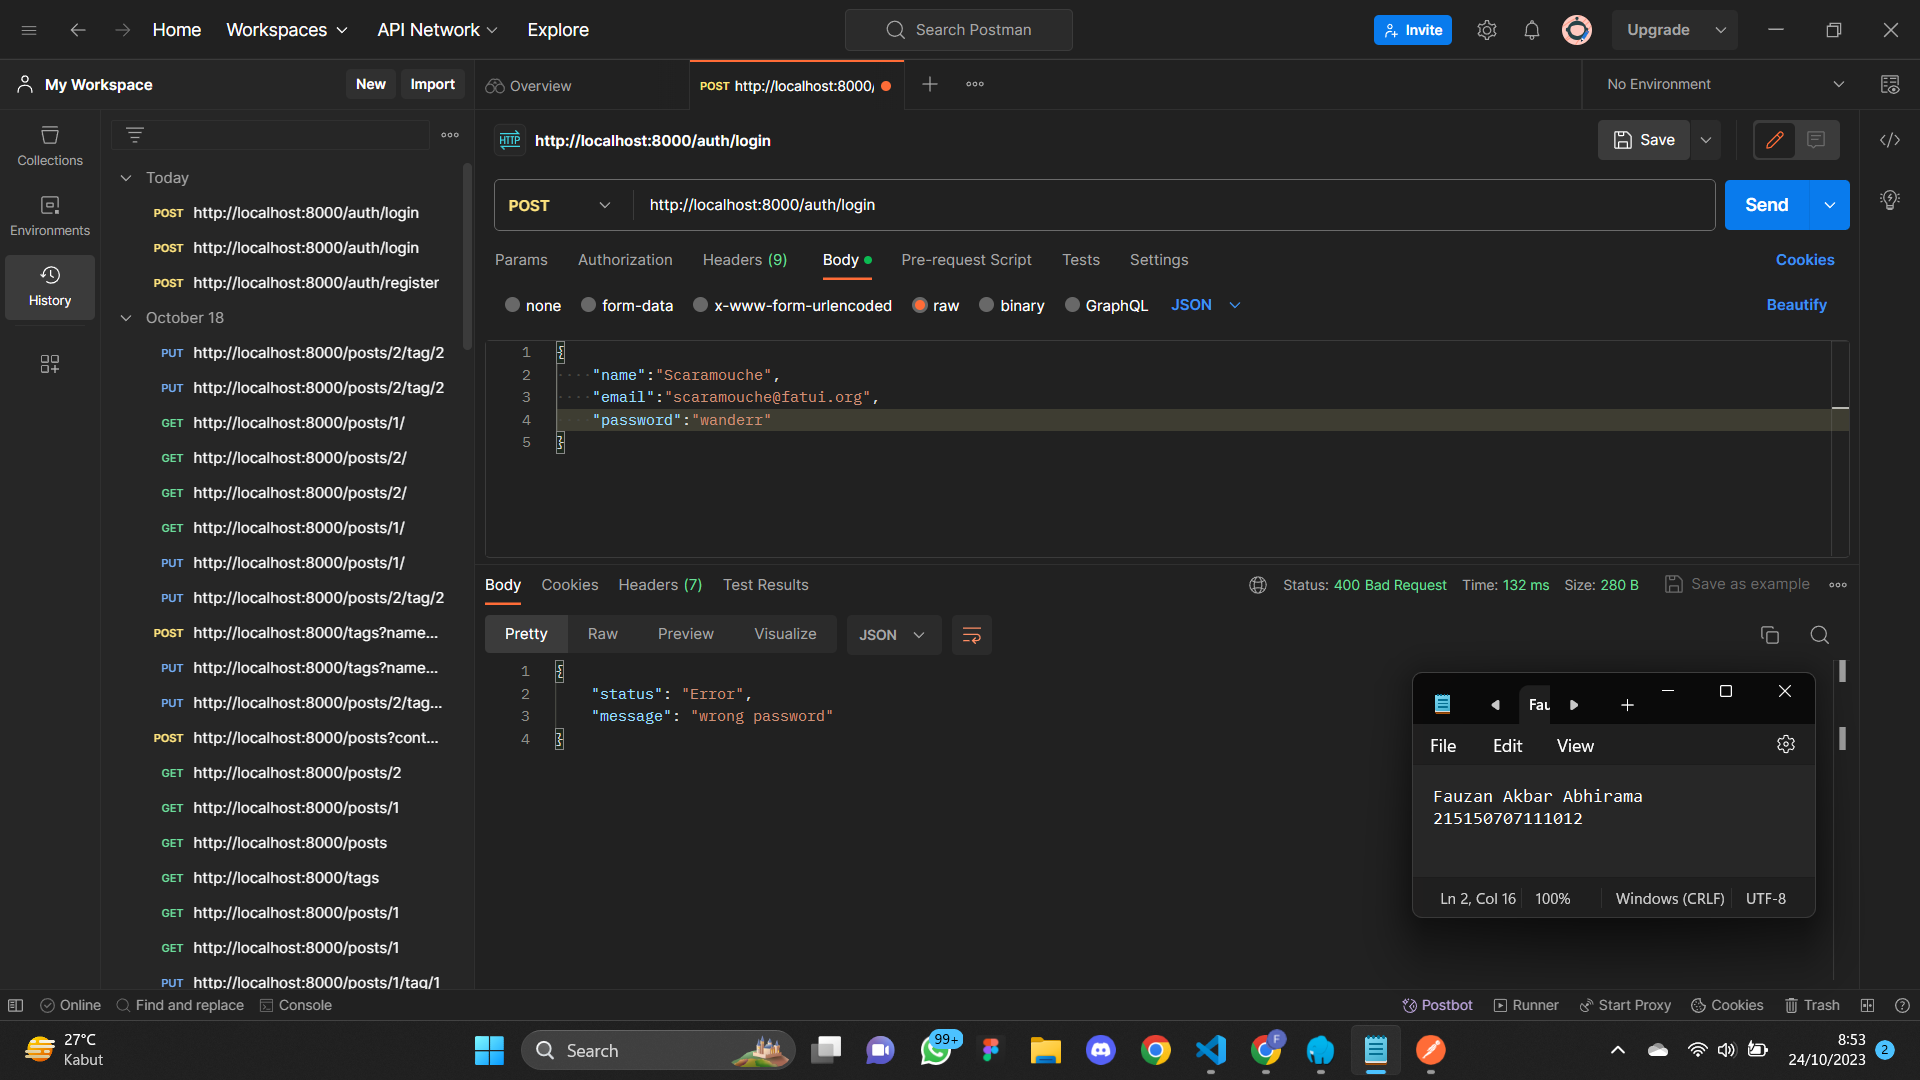 Home
Workspaces
API Network
Explore
Search Postman
Invite
Upgrade
My Workspace
New
Import
Overview
POST http://localhost:8000/
No Environment
Collections
Environments
History
Today
POST http://localhost:8000/auth/login
POST http://localhost:8000/auth/login
POST http://localhost:8000/auth/register
October 18
PUT http://localhost:8000/posts/2/tag/2
PUT http://localhost:8000/posts/2/tag/2
GET http://localhost:8000/posts/1/
GET http://localhost:8000/posts/2/
GET http://localhost:8000/posts/2/
GET http://localhost:8000/posts/1/
PUT http://localhost:8000/posts/1/
PUT http://localhost:8000/posts/2/tag/2
POST http://localhost:8000/tags?name...
PUT http://localhost:8000/tags?name...
PUT http://localhost:8000/posts/2/tag...
POST http://localhost:8000/posts?cont...
GET http://localhost:8000/posts/2
GET http://localhost:8000/posts/1
GET http://localhost:8000/posts
GET http://localhost:8000/tags
GET http://localhost:8000/posts/1
GET http://localhost:8000/posts/1
PUT http://localhost:8000/posts/1/tag/1
HTTP http://localhost:8000/auth/login
Save
POST http://localhost:8000/auth/login
Send
Params Authorization Headers (9) Body Pre-request Script Tests Settings Cookies
none form-data x-www-form-urlencoded raw binary GraphQL JSON Beautify
1 {
2 "name":"Scaramouche",
3 "email":"scaramouche@fatui.org",
4 "password":"wanderr"
5 }
Body Cookies Headers (7) Test Results Status: 400 Bad Request Time: 132 ms Size: 280 B Save as example
Pretty Raw Preview Visualize JSON
1 {
2 "status": "Error",
3 "message": "wrong password"
4 }
Fau
File Edit View
Fauzan Akbar Abhirama
215150707111012
Ln 2, Col 16 100% Windows (CRLF) UTF-8
Online Find and replace Console Postbot Runner Start Proxy Cookies Trash
27°C
Kabut
Search
99+
F
8:53
24/10/2023
2